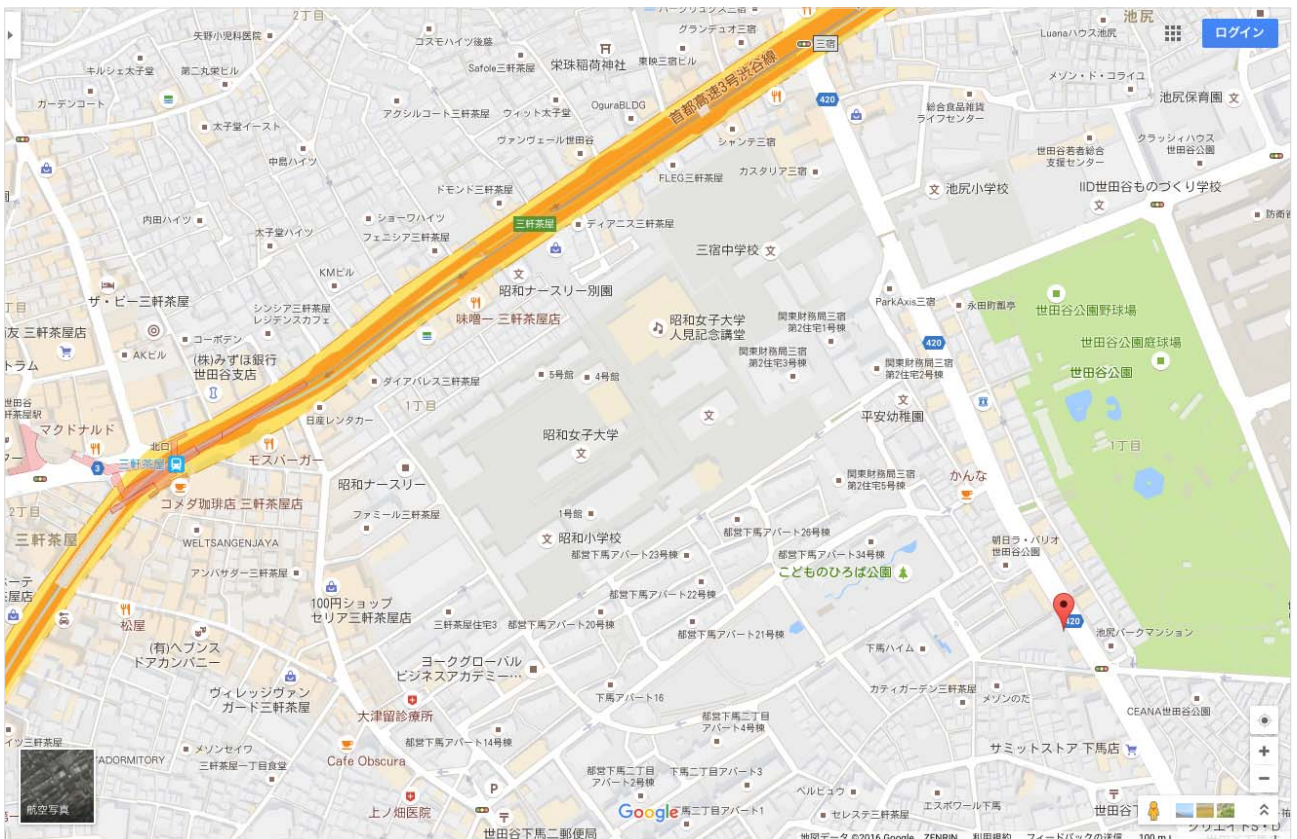 2丁目
パークリュクス三宿
グランデュオ三宿
三宿
Luanaハウス池尻
池尻
ログイン
矢野小児科医院
コスモハイツ後藤
Safole三軒茶屋
栄珠稲荷神社
東映三宿ビル
首都高速3号渋谷線
キルシェ太子堂
第二丸栄ビル
メゾン・ド・コライユ
ガーデンコート
アクシルコート三軒茶屋
ウィット太子堂
OguraBLDG
420
総合食品雑貨
ライフセンター
池尻保育園
太子堂イースト
ヴァンヴェール世田谷
シャンテ三宿
クラッシィハウス
世田谷公園
中島ハイツ
世田谷若者総合
支援センター
FLEG三軒茶屋
カスタリア三宿
ドモンド三軒茶屋
池尻小学校
IID世田谷ものづくり学校
内田ハイツ
ショーワハイツ
三軒茶屋
ディアニス三軒茶屋
太子堂ハイツ
フェニシア三軒茶屋
三宿中学校
KMビル
昭和ナースリー別園
ザ・ビー三軒茶屋
ParkAxis三宿
永田町瓢亭
世田谷公園野球場
シンシア三軒茶屋
レジデンスカフェ
味噌一 三軒茶屋店
昭和女子大学
人見記念講堂
関東財務局三宿
第2住宅1号棟
三軒茶屋店
コーポデン
AKビル
(株)みずほ銀行
世田谷支店
関東財務局三宿
第2住宅3号棟
420
世田谷公園庭球場
世田谷公園
5号館
4号館
ダイアパレス三軒茶屋
関東財務局三宿
第2住宅2号棟
1丁目
日産レンタカー
平安幼稚園
マクドナルド
北口
昭和女子大学
1丁目
3
三軒茶屋
モスバーガー
昭和ナースリー
関東財務局三宿
第2住宅5号棟
かんな
コメダ珈琲店 三軒茶屋店
2丁目
三軒茶屋
ファミール三軒茶屋
1号館
昭和小学校
都営下馬アパート26号棟
WELTSANGENJAYA
都営下馬アパート23号棟
都営下馬アパート34号棟
朝日ラ・パリオ
世田谷公園
アンバサダー三軒茶屋
こどものひろば公園
都営下馬アパート22号棟
100円ショップ
セリア三軒茶屋店
松屋
三軒茶屋住宅3
都営下馬アパート20号棟
都営下馬アパート21号棟
420
池尻パークマンション
(有)ヘブンス
ドアカンパニー
下馬ハイム
ヨークグローバル
ビジネスアカデミー…
ヴィレッジヴァン
ガード三軒茶屋
下馬アパート16
カティガーデン三軒茶屋
メゾンのだ
大津留診療所
都営下馬二丁目
アパート4号棟
CEANA世田谷公園
メゾンセイワ
都営下馬アパート14号棟
サミットストア 下馬店
ADORMITORY
三軒茶屋一丁目食堂
Cafe Obscura
都営下馬二丁目
アパート2号棟
下馬二丁目アパート3
P
ベルビュウ
エスポワール下馬
航空写真
上ノ畑医院
Google
馬二丁目アパート1
セレステ三軒茶屋
世田谷下馬二郵便局
地図データ ©2016 Google、ZENRIN
利用規約
フィードバックの送信
100 m